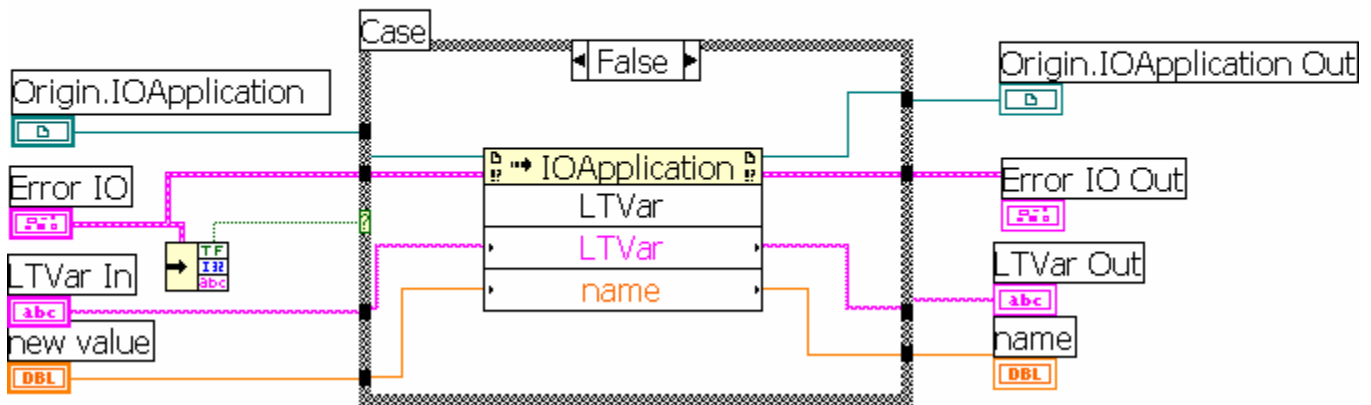 Case
False
Origin.IOApplication
Origin.IOApplication Out
IOApplication
Error IO
Error IO Out
LTVar
TF
I32
abc
LTVar
LTVar In
LTVar Out
abc
abc
name
new value
name
DBL
DBL